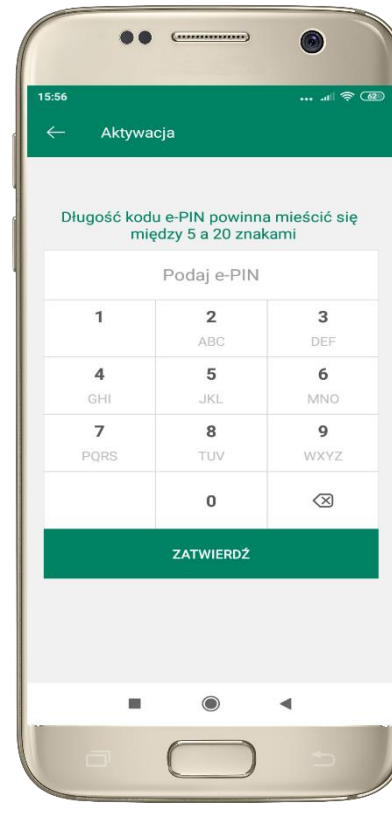 15:56
62
Aktywacja
Długość kodu e-PIN powinna mieścić się
między 5 a 20 znakami
Podaj e-PIN
1 2 3
ABC DEF
4 5 6
GHI JKL MNO
7 8 9
PQRS TUV WXYZ
0
ZATWIERDŹ